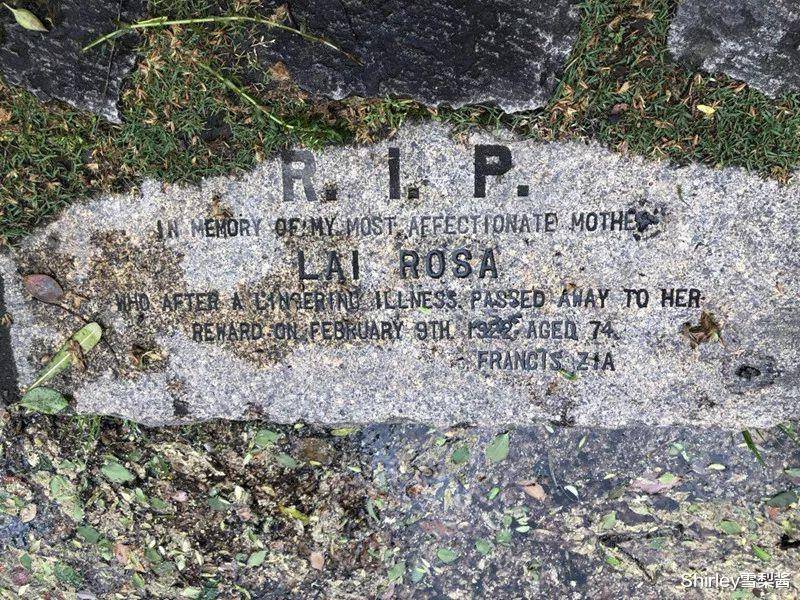 R. I. P.
IN MEMORY OF MY MOST AFFECTIONATE MOTHER
LAI ROSA
WHO AFTER A LINGERING ILLNESS PASSED AWAY TO HER
REWARD ON FEBRUARY 9TH 1922 AGED 74.
FRANCIS ZIA
Shirley雪梨酱